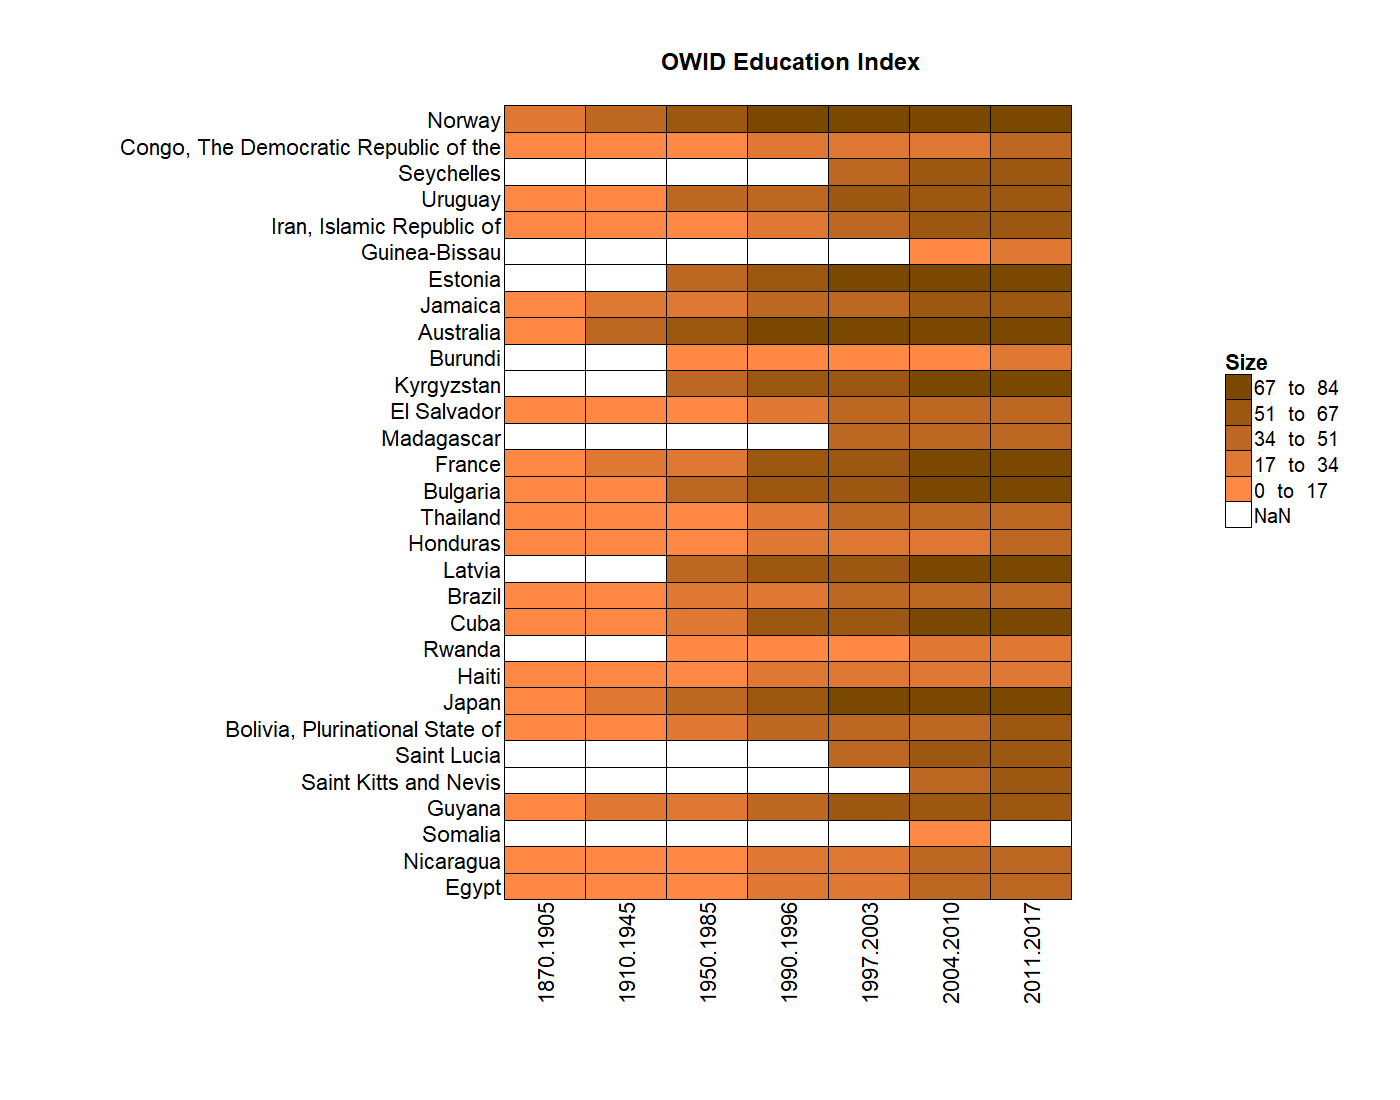 OWID Education Index
Norway
Congo, The Democratic Republic of the
Seychelles
Uruguay
Iran, Islamic Republic of
Guinea-Bissau
Estonia
Jamaica
Australia
Burundi
Kyrgyzstan
El Salvador
Madagascar
France
Bulgaria
Thailand
Honduras
Latvia
Brazil
Cuba
Rwanda
Haiti
Japan
Bolivia, Plurinational State of
Saint Lucia
Saint Kitts and Nevis
Guyana
Somalia
Nicaragua
Egypt
1870.1905
1910.1945
1950.1985
1990.1996
1997.2003
2004.2010
2011.2017
Size
67 to 84
51 to 67
34 to 51
17 to 34
0 to 17
NaN